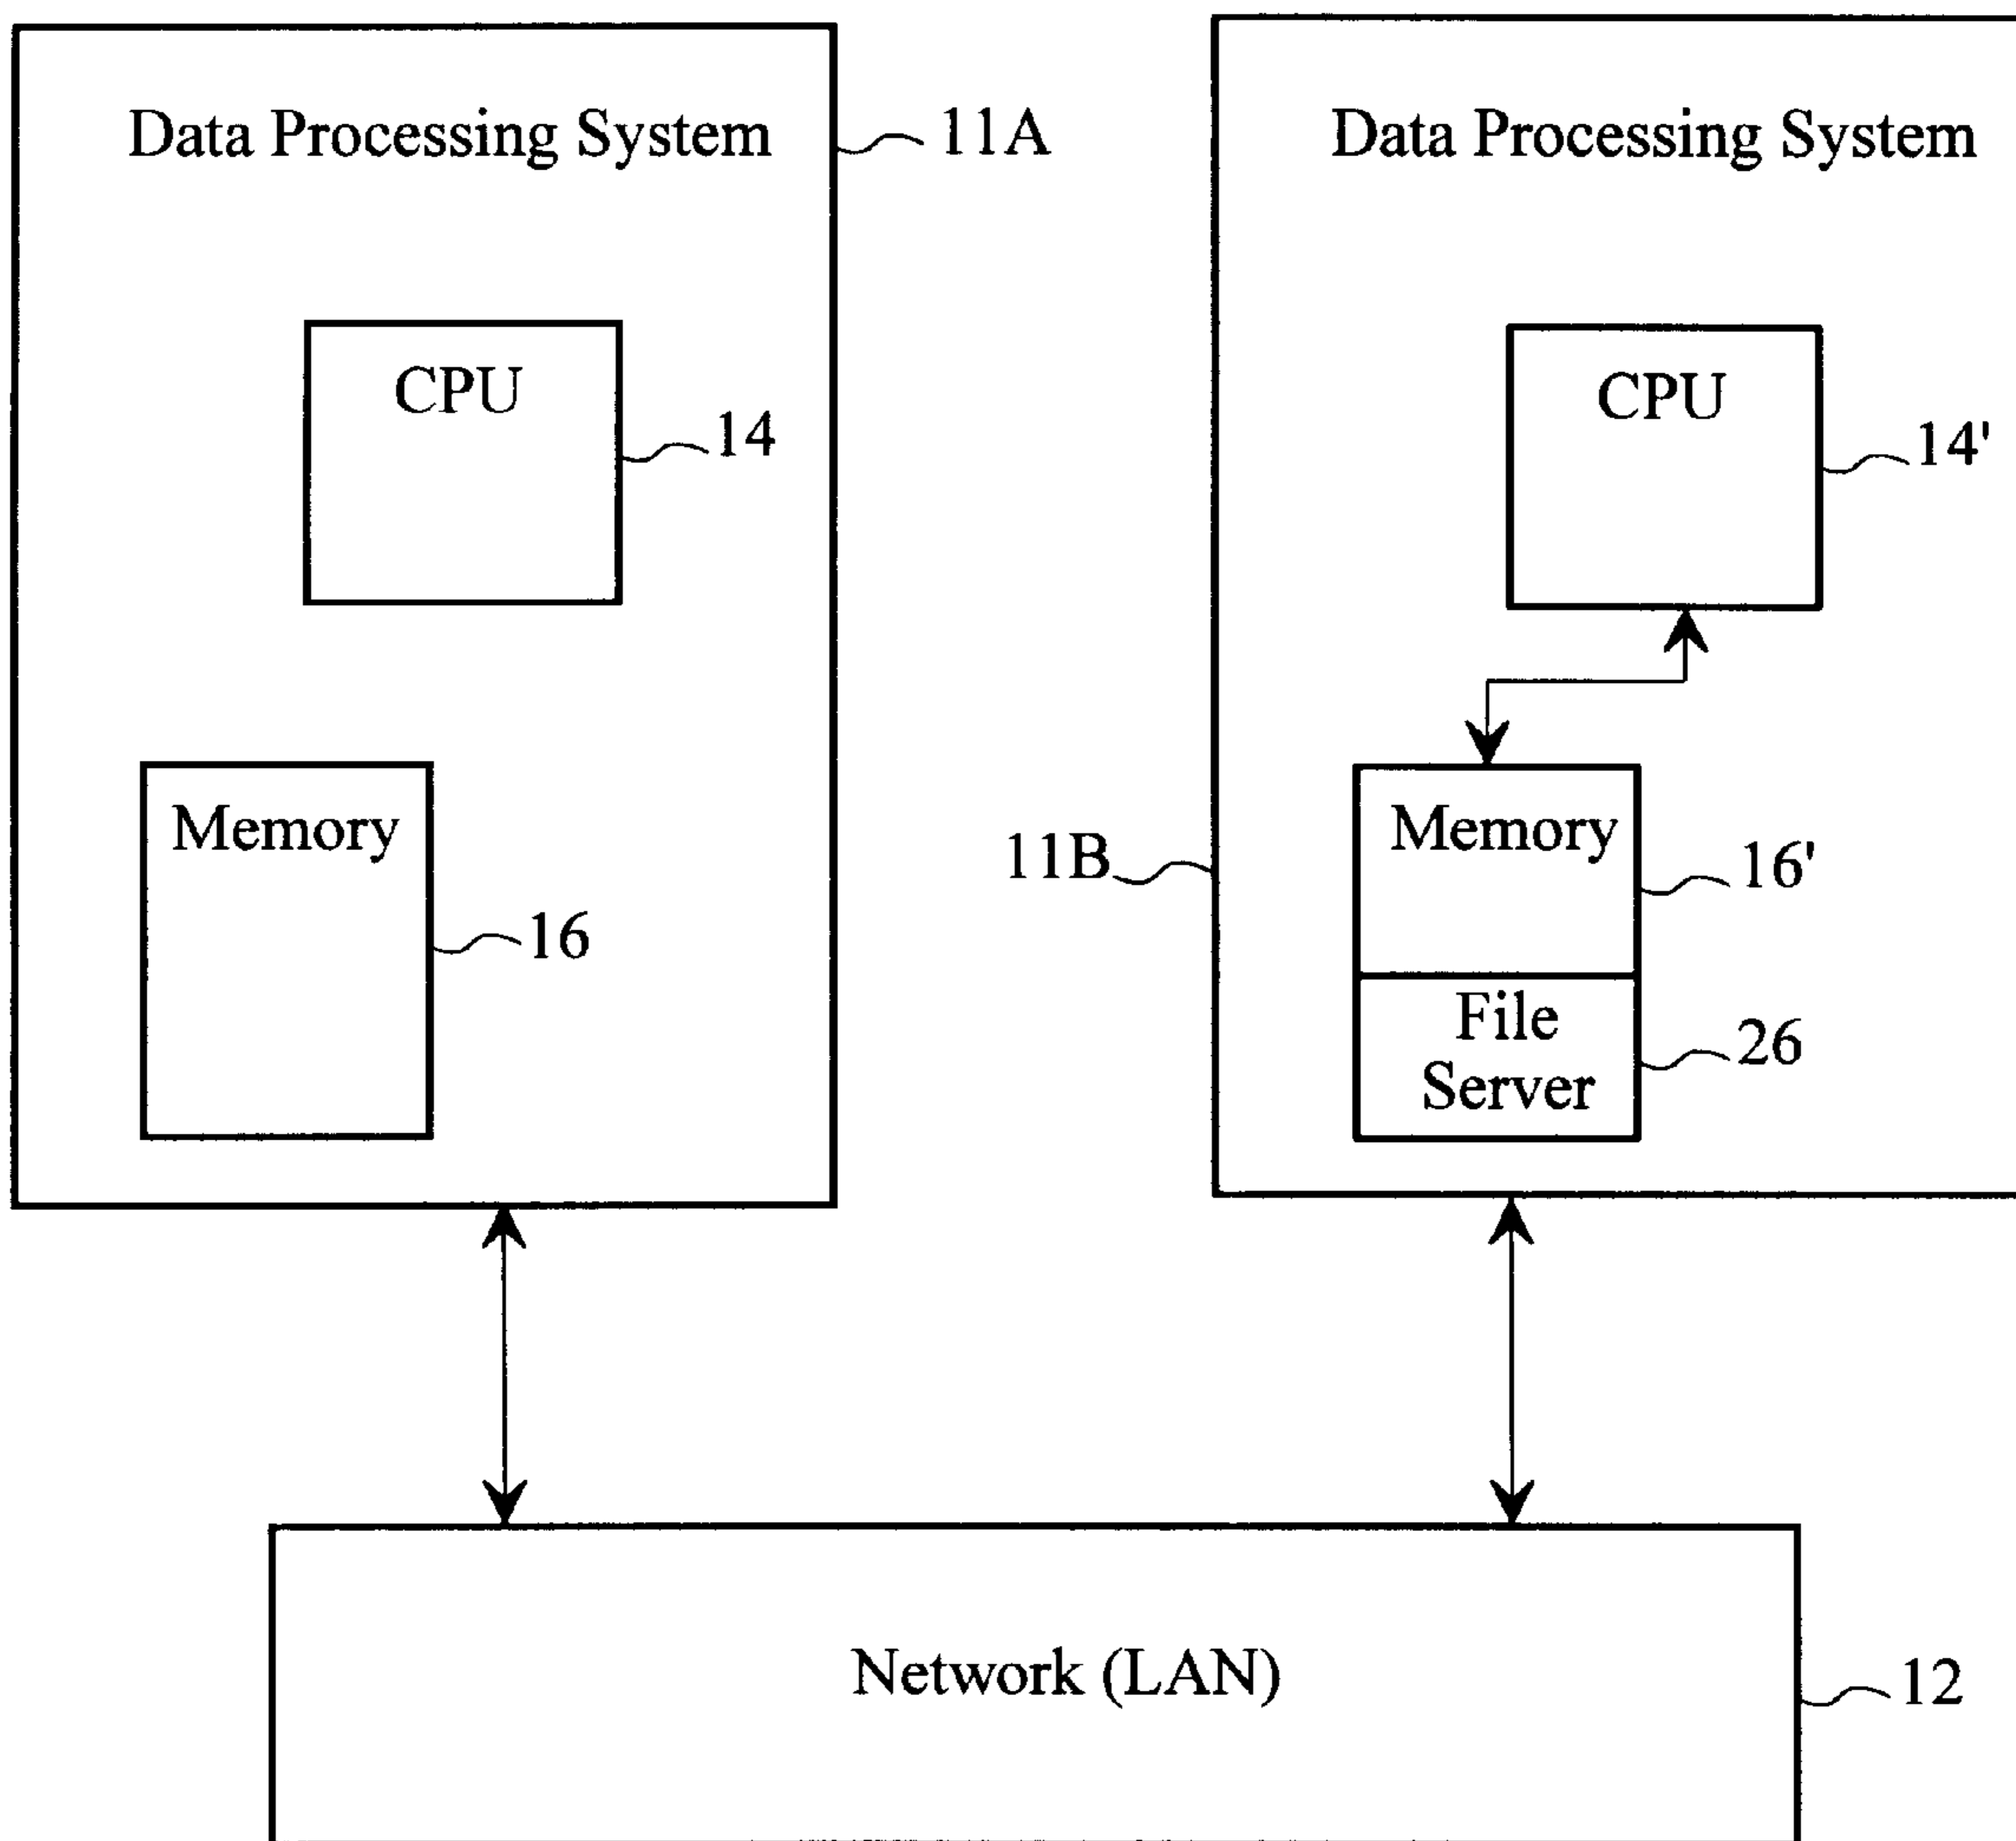 Data Processing System
11A
CPU
14
Memory
16
Data Processing System
11B
CPU
14'
Memory
16'
File
Server
26
Network (LAN)
12